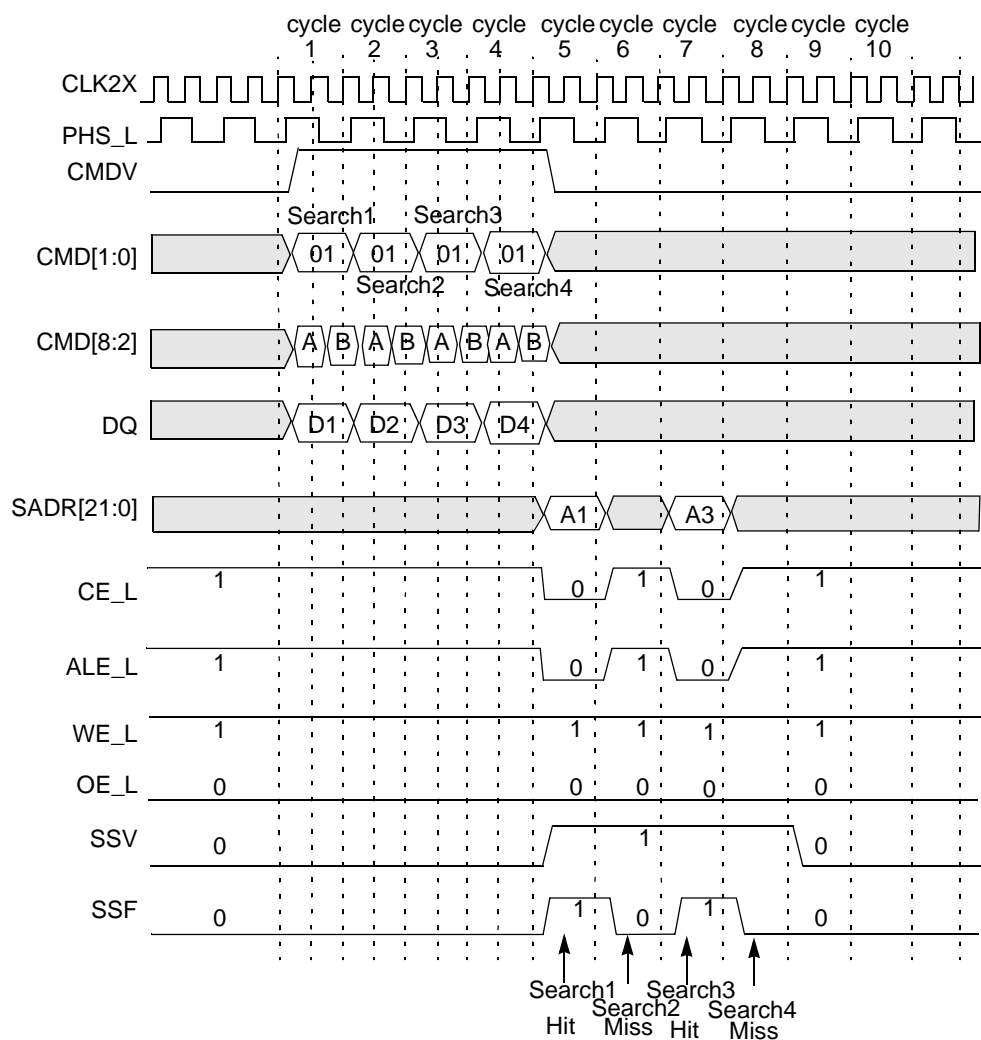 cycle cycle cycle cycle cycle cycle cycle cycle cycle cycle
1 2 3 4 5 6 7 8 9 10
CLK2X
PHS_L
CMDV
Search1 Search3
CMD[1:0] 01 01 01 01
Search2 Search4
CMD[8:2] A B A B A B A B
DQ D1 D2 D3 D4
SADR[21:0] A1 A3
CE_L 1 0 1 0 1
ALE_L 1 0 1 0 1
WE_L 1 1 1 1 1
OE_L 0 0 0 0 0
SSV 0 1 0
SSF 0 1 0 1 0
Search1 Search3
Search2 Search4
Hit Miss Hit Miss